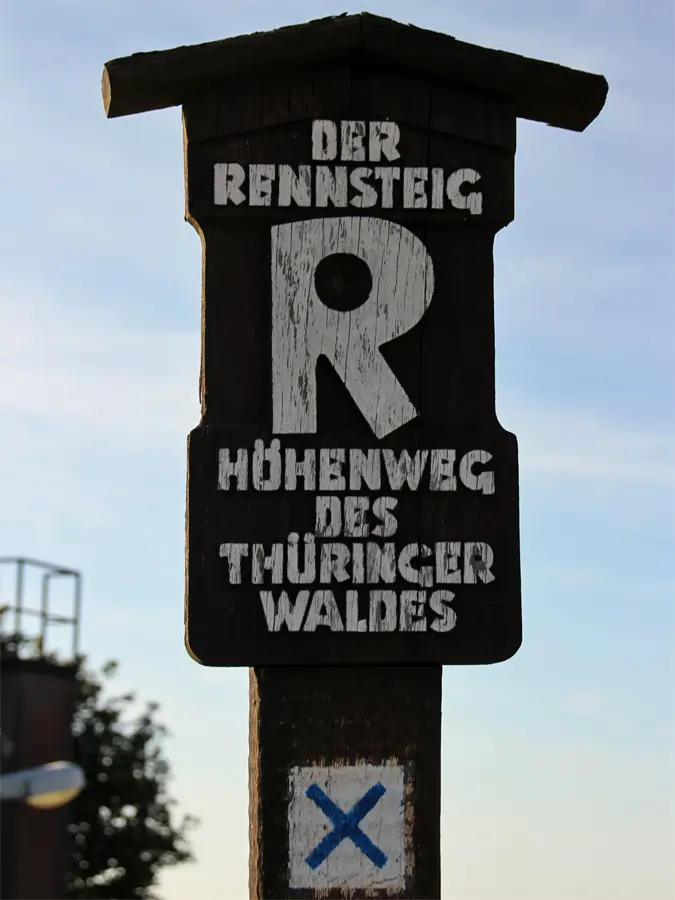 DER
RENNSTEIG
R
HÖHENWEG
DES
THÜRINGER
WALDES